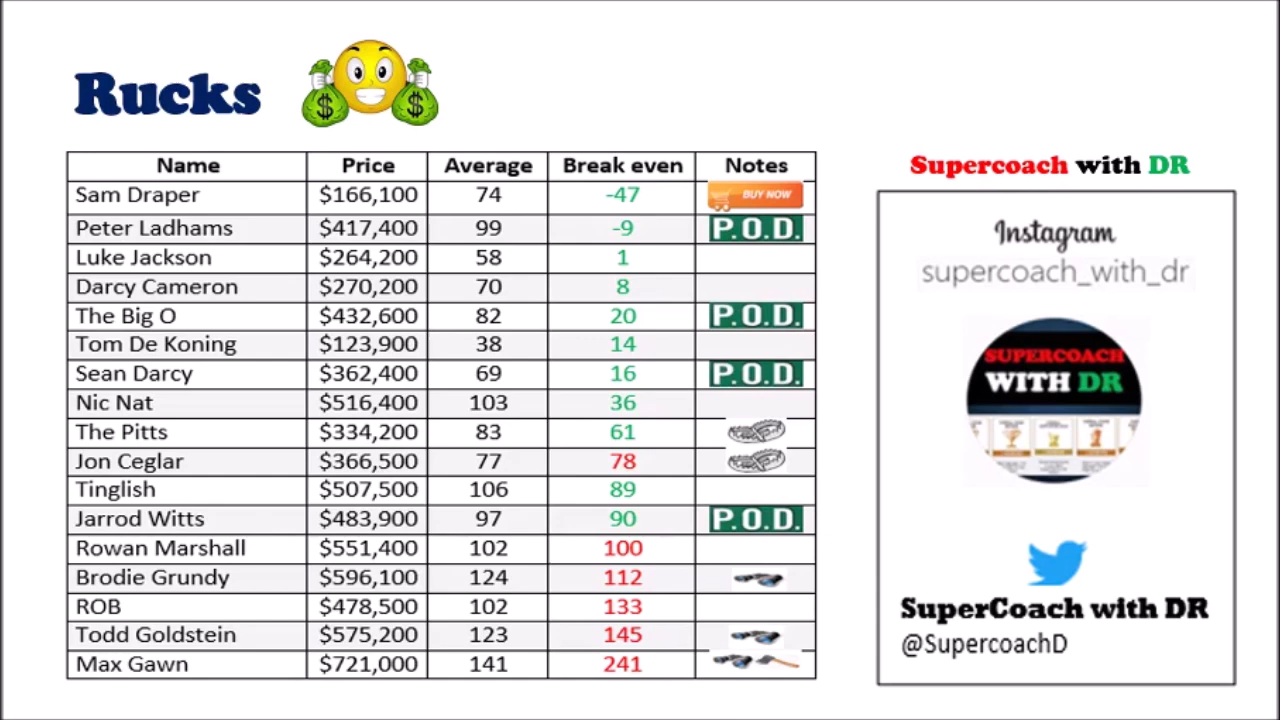 Rucks
$ $
Name Price Average Break even Notes
Sam Draper $166,100 74 -47 BUY NOW
Peter Ladhams $417,400 99 -9 P.O.D.
Luke Jackson $264,200 58 1
Darcy Cameron $270,200 70 8
The Big O $432,600 82 20 P.O.D.
Tom De Koning $123,900 38 14
Sean Darcy $362,400 69 16 P.O.D.
Nic Nat $516,400 103 36
The Pitts $334,200 83 61
Jon Ceglar $366,500 77 78
Tinglish $507,500 106 89
Jarrod Witts $483,900 97 90 P.O.D.
Rowan Marshall $551,400 102 100
Brodie Grundy $596,100 124 112
ROB $478,500 102 133
Todd Goldstein $575,200 123 145
Max Gawn $721,000 141 241
Supercoach with DR
Instagram
supercoach_with_dr
SUPERCOACH
WITH DR
SuperCoach with DR
@SupercoachD